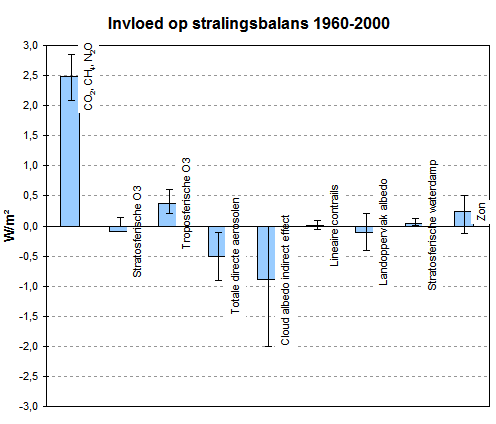 Invloed op stralingsbalans 1960-2000
W/m²
3,0
2,5
2,0
1,5
1,0
0,5
0,0
-0,5
-1,0
-1,5
-2,0
-2,5
-3,0
CO₂, CH₄, N₂O
Stratosferische O3
Troposferische O3
Totale directe aerosolen
Cloud albedo indirect effect
Lineaire contrails
Landoppervlak albedo
Stratosferische waterdamp
Zon